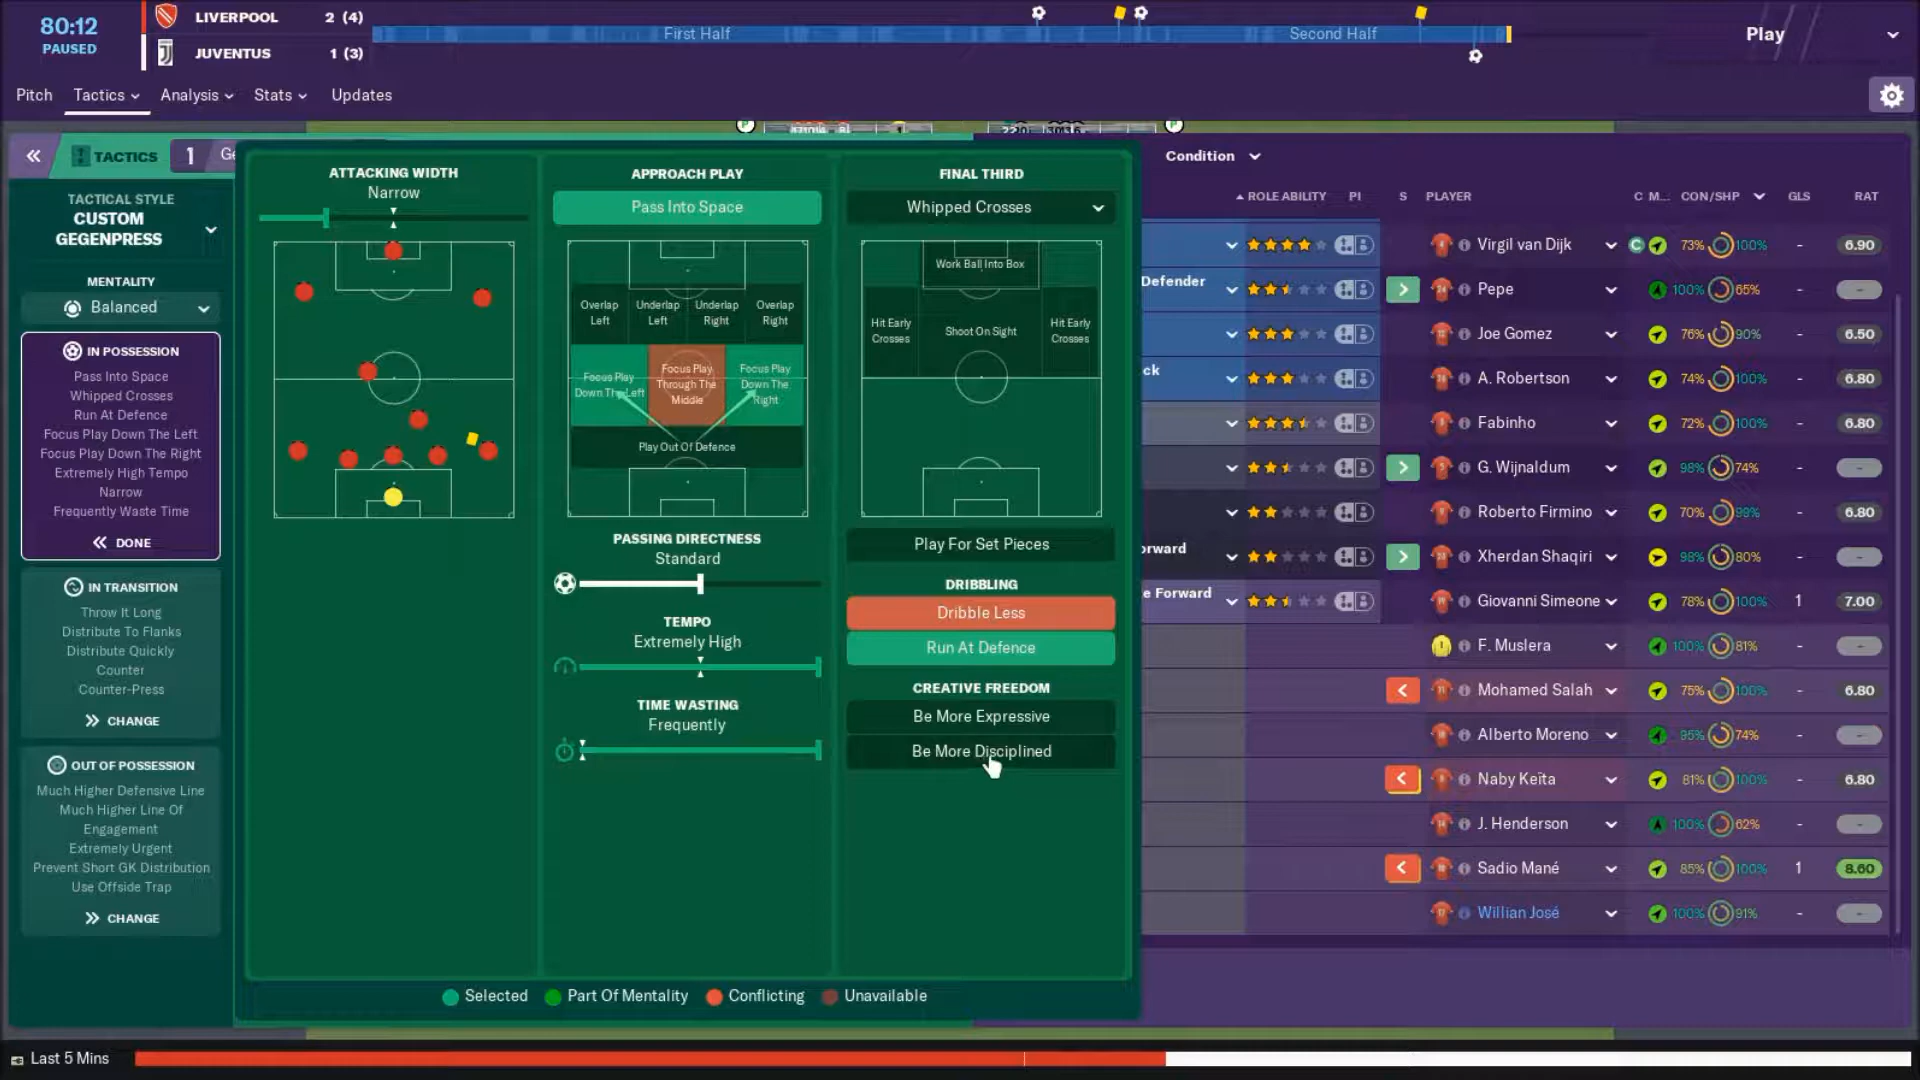 80:12
PAUSED
LIVERPOOL 2 (4)
JUVENTUS 1 (3)
First Half
Second Half
Play
Pitch
Tactics
Analysis
Stats
Updates
TACTICS
1
Ge
TACTICAL STYLE
CUSTOM
GEGENPRESS
MENTALITY
Balanced
IN POSSESSION
Pass Into Space
Whipped Crosses
Run At Defence
Focus Play Down The Left
Focus Play Down The Right
Extremely High Tempo
Narrow
Frequently Waste Time
DONE
IN TRANSITION
Throw It Long
Distribute To Flanks
Distribute Quickly
Counter
Counter-Press
CHANGE
OUT OF POSSESSION
Much Higher Defensive Line
Much Higher Line Of
Engagement
Extremely Urgent
Prevent Short GK Distribution
Use Offside Trap
CHANGE
ATTACKING WIDTH
Narrow
APPROACH PLAY
Pass Into Space
Overlap
Left
Underlap
Left
Underlap
Right
Overlap
Right
Focus Play
Down The Left
Focus Play
Through The
Middle
Focus Play
Down The
Right
Play Out Of Defence
PASSING DIRECTNESS
Standard
TEMPO
Extremely High
TIME WASTING
Frequently
FINAL THIRD
Whipped Crosses
Work Ball Into Box
Hit Early
Crosses
Shoot On Sight
Hit Early
Crosses
Play For Set Pieces
DRIBBLING
Dribble Less
Run At Defence
CREATIVE FREEDOM
Be More Expressive
Be More Disciplined
Selected
Part Of Mentality
Conflicting
Unavailable
Condition
ROLE ABILITY PI S PLAYER C M... CON/SHP GLS RAT
Virgil van Dijk C 73% 100% - 6.90
Defender Pepe 100% 65% - -
Joe Gomez 76% 90% - 6.50
ck A. Robertson 74% 100% - 6.80
Fabinho 72% 100% - 6.80
G. Wijnaldum 98% 74% - -
Roberto Firmino 70% 99% - 6.80
orward Xherdan Shaqiri 98% 80% - -
e Forward Giovanni Simeone 78% 100% 1 7.00
F. Muslera 100% 81% - -
Mohamed Salah 75% 100% - 6.80
Alberto Moreno 95% 74% - -
Naby Keïta 81% 100% - 6.80
J. Henderson 100% 62% - -
Sadio Mané 85% 100% 1 8.60
Willian José 100% 91% - -
Last 5 Mins